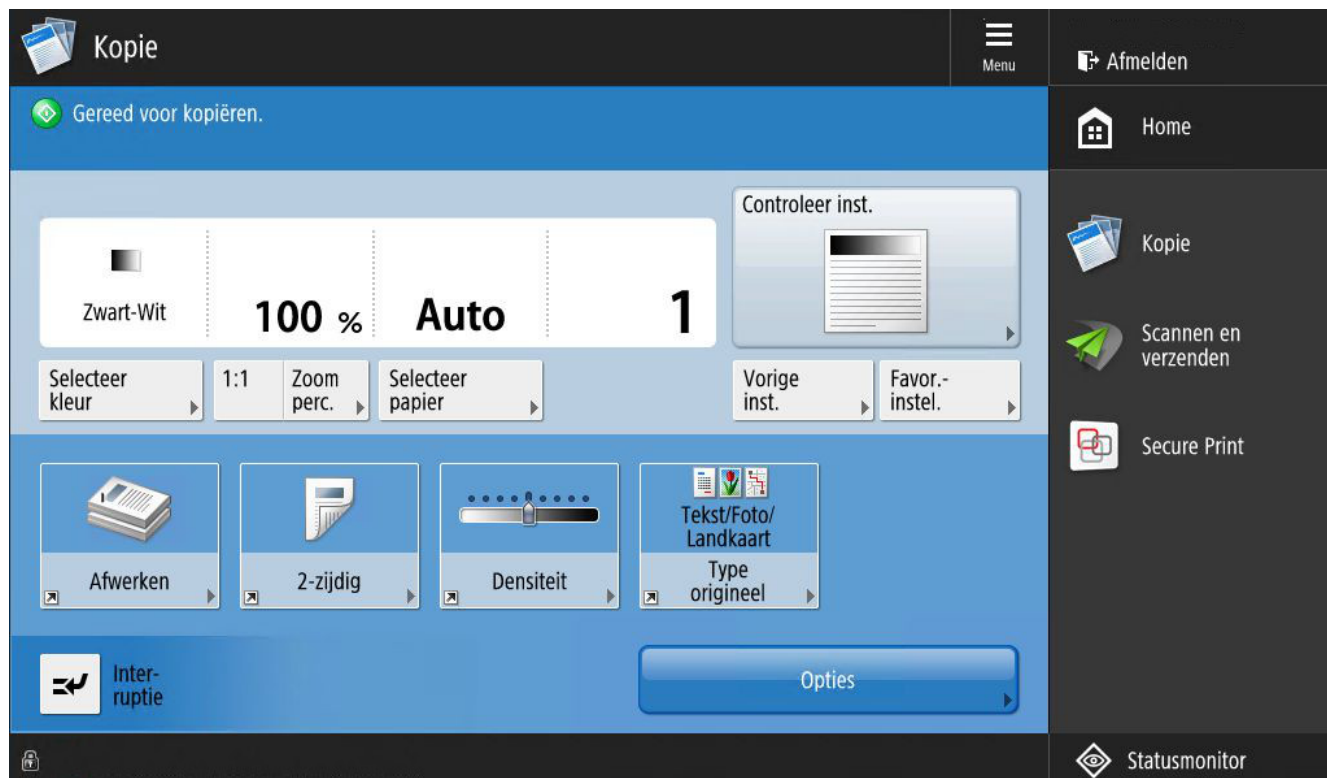 Kopie
Menu
Afmelden
Gereed voor kopiëren.
Home
Controleer inst.
Kopie
Zwart-Wit
100 %
Auto
1
Scannen en
verzenden
Selecteer
kleur
1:1
Zoom
perc.
Selecteer
papier
Vorige
inst.
Favor.-
instel.
Secure Print
Tekst/Foto/
Landkaart
Afwerken
2-zijdig
Densiteit
Type
origineel
Inter-
ruptie
Opties
Statusmonitor